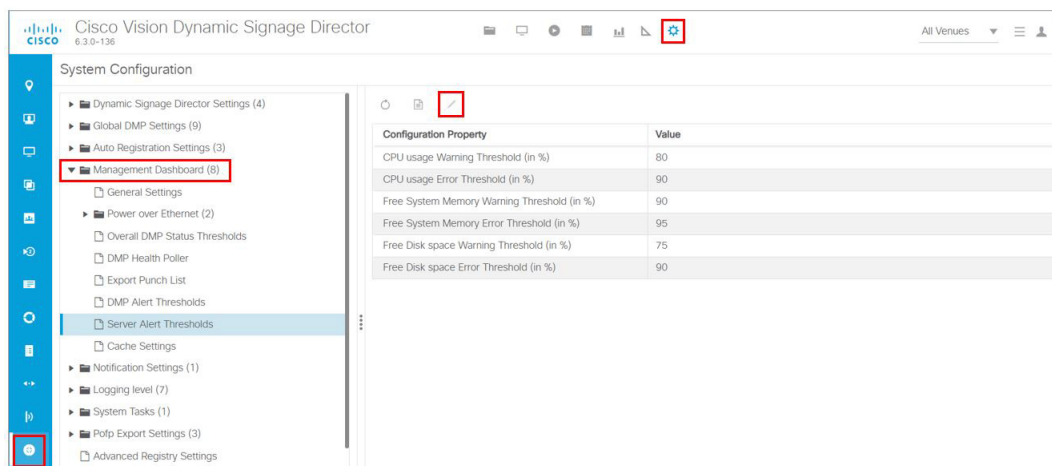 CISCO
Cisco Vision Dynamic Signage Director
6.3.0-136
All Venues
System Configuration
Dynamic Signage Director Settings (4)
Global DMP Settings (9)
Auto Registration Settings (3)
Management Dashboard (8)
General Settings
Power over Ethernet (2)
Overall DMP Status Thresholds
DMP Health Poller
Export Punch List
DMP Alert Thresholds
Server Alert Thresholds
Cache Settings
Notification Settings (1)
Logging level (7)
System Tasks (1)
Pofp Export Settings (3)
Advanced Registry Settings
Configuration Property Value
CPU usage Warning Threshold (in %) 80
CPU usage Error Threshold (in %) 90
Free System Memory Warning Threshold (in %) 90
Free System Memory Error Threshold (in %) 95
Free Disk space Warning Threshold (in %) 75
Free Disk space Error Threshold (in %) 90